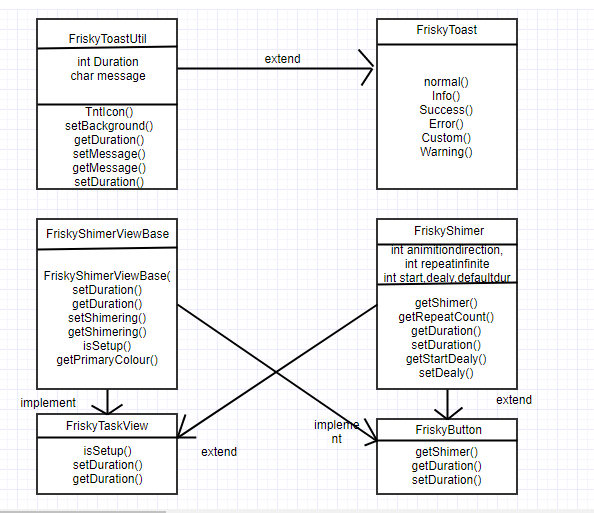 FriskyToastUtil
int Duration
char message
TntIcon()
setBackground()
getDuration()
setMessage()
getMessage()
setDuration()
extend
FriskyToast
normal()
Info()
Success()
Error()
Custom()
Warning()
FriskyShimerViewBase
FriskyShimerViewBase(
setDuration()
getDuration()
setShimering()
getShimering()
isSetup()
getPrimaryColour()
FriskyShimer
int animitiondirection,
int repeatinfinite
int start,dealy,defaultdur
getShimer()
getRepeatCount()
getDuration()
setDuration()
getStartDealy()
setDealy()
implement
extend
FriskyTaskView
isSetup()
setDuration()
getDuration()
extend
impleme
nt
FriskyButton
getShimer()
getDuration()
setDuration()